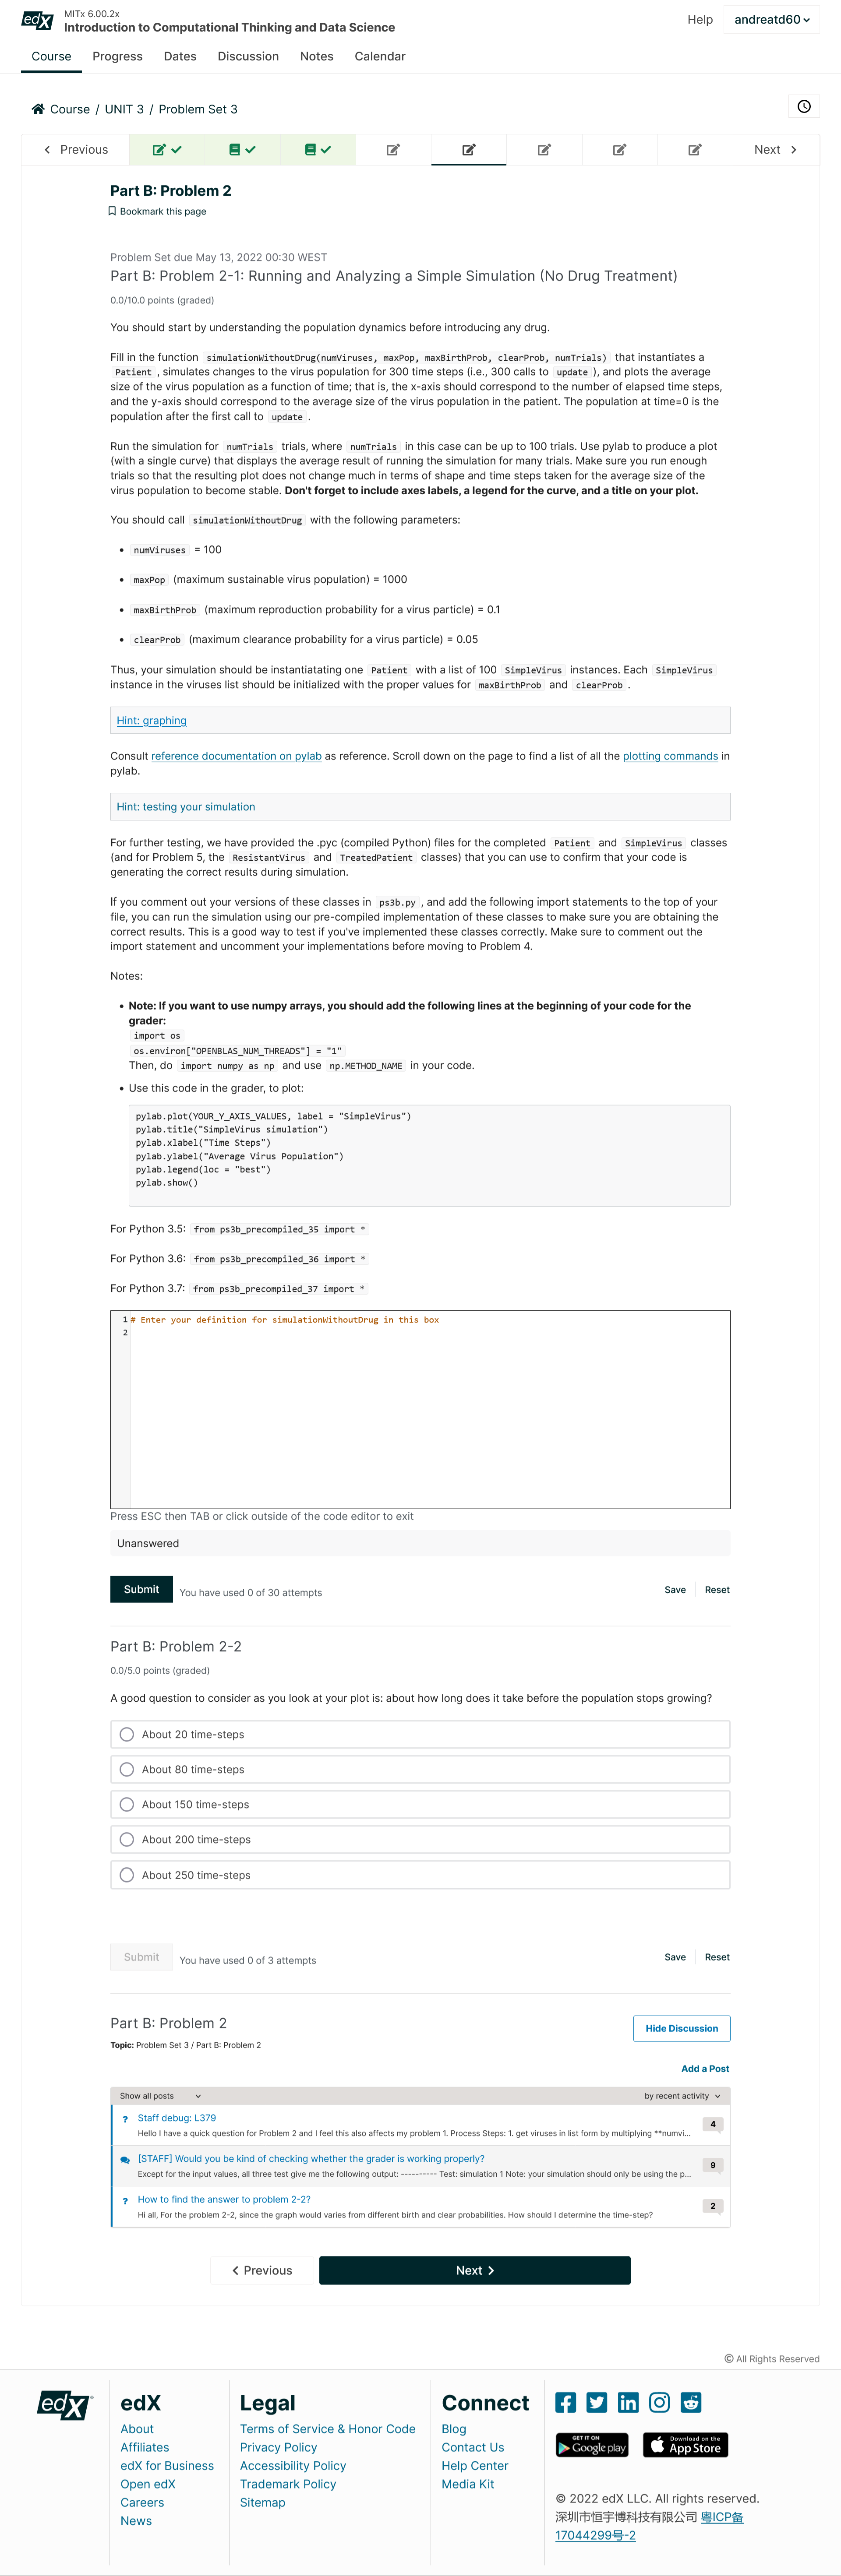 edX
MITx 6.00.2x
Introduction to Computational Thinking and Data Science
Help
andreatd60
Course Progress Dates Discussion Notes Calendar
Course / UNIT 3 / Problem Set 3
Previous
Next
Part B: Problem 2
Bookmark this page
Problem Set due May 13, 2022 00:30 WEST
Part B: Problem 2-1: Running and Analyzing a Simple Simulation (No Drug Treatment)
0.0/10.0 points (graded)
You should start by understanding the population dynamics before introducing any drug.
Fill in the function simulationWithoutDrug(numViruses, maxPop, maxBirthProb, clearProb, numTrials) that instantiates a
Patient , simulates changes to the virus population for 300 time steps (i.e., 300 calls to update ), and plots the average
size of the virus population as a function of time; that is, the x-axis should correspond to the number of elapsed time steps,
and the y-axis should correspond to the average size of the virus population in the patient. The population at time=0 is the
population after the first call to update .
Run the simulation for numTrials trials, where numTrials in this case can be up to 100 trials. Use pylab to produce a plot
(with a single curve) that displays the average result of running the simulation for many trials. Make sure you run enough
trials so that the resulting plot does not change much in terms of shape and time steps taken for the average size of the
virus population to become stable. Don't forget to include axes labels, a legend for the curve, and a title on your plot.
You should call simulationWithoutDrug with the following parameters:
• numViruses = 100
• maxPop (maximum sustainable virus population) = 1000
• maxBirthProb (maximum reproduction probability for a virus particle) = 0.1
• clearProb (maximum clearance probability for a virus particle) = 0.05
Thus, your simulation should be instantiatating one Patient with a list of 100 SimpleVirus instances. Each SimpleVirus
instance in the viruses list should be initialized with the proper values for maxBirthProb and clearProb .
Hint: graphing
Consult reference documentation on pylab as reference. Scroll down on the page to find a list of all the plotting commands in
pylab.
Hint: testing your simulation
For further testing, we have provided the .pyc (compiled Python) files for the completed Patient and SimpleVirus classes
(and for Problem 5, the ResistantVirus and TreatedPatient classes) that you can use to confirm that your code is
generating the correct results during simulation.
If you comment out your versions of these classes in ps3b.py , and add the following import statements to the top of your
file, you can run the simulation using our pre-compiled implementation of these classes to make sure you are obtaining the
correct results. This is a good way to test if you've implemented these classes correctly. Make sure to comment out the
import statement and uncomment your implementations before moving to Problem 4.
Notes:
• Note: If you want to use numpy arrays, you should add the following lines at the beginning of your code for the
grader:
import os
os.environ["OPENBLAS_NUM_THREADS"] = "1"
Then, do import numpy as np and use np.METHOD_NAME in your code.
• Use this code in the grader, to plot:
pylab.plot(YOUR_Y_AXIS_VALUES, label = "SimpleVirus")
pylab.title("SimpleVirus simulation")
pylab.xlabel("Time Steps")
pylab.ylabel("Average Virus Population")
pylab.legend(loc = "best")
pylab.show()
For Python 3.5: from ps3b_precompiled_35 import *
For Python 3.6: from ps3b_precompiled_36 import *
For Python 3.7: from ps3b_precompiled_37 import *
1 # Enter your definition for simulationWithoutDrug in this box
2
Press ESC then TAB or click outside of the code editor to exit
Unanswered
Submit You have used 0 of 30 attempts Save Reset
Part B: Problem 2-2
0.0/5.0 points (graded)
A good question to consider as you look at your plot is: about how long does it take before the population stops growing?
About 20 time-steps
About 80 time-steps
About 150 time-steps
About 200 time-steps
About 250 time-steps
Submit You have used 0 of 3 attempts Save Reset
Part B: Problem 2
Hide Discussion
Topic: Problem Set 3 / Part B: Problem 2
Add a Post
Show all posts by recent activity
? Staff debug: L379 4
Hello I have a quick question for Problem 2 and I feel this also affects my problem 1. Process Steps: 1. get viruses in list form by multiplying **numvi...
[STAFF] Would you be kind of checking whether the grader is working properly? 9
Except for the input values, all three test give me the following output: ---------- Test: simulation 1 Note: your simulation should only be using the p...
? How to find the answer to problem 2-2? 2
Hi all, For the problem 2-2, since the graph would varies from different birth and clear probabilities. How should I determine the time-step?
Previous
Next
© All Rights Reserved
edX
edX
About
Affiliates
edX for Business
Open edX
Careers
News
Legal
Terms of Service & Honor Code
Privacy Policy
Accessibility Policy
Trademark Policy
Sitemap
Connect
Blog
Contact Us
Help Center
Media Kit
GET IT ON
Google play
Download on the
App Store
© 2022 edX LLC. All rights reserved.
深圳市恒宇博科技有限公司 粤ICP备
17044299号-2